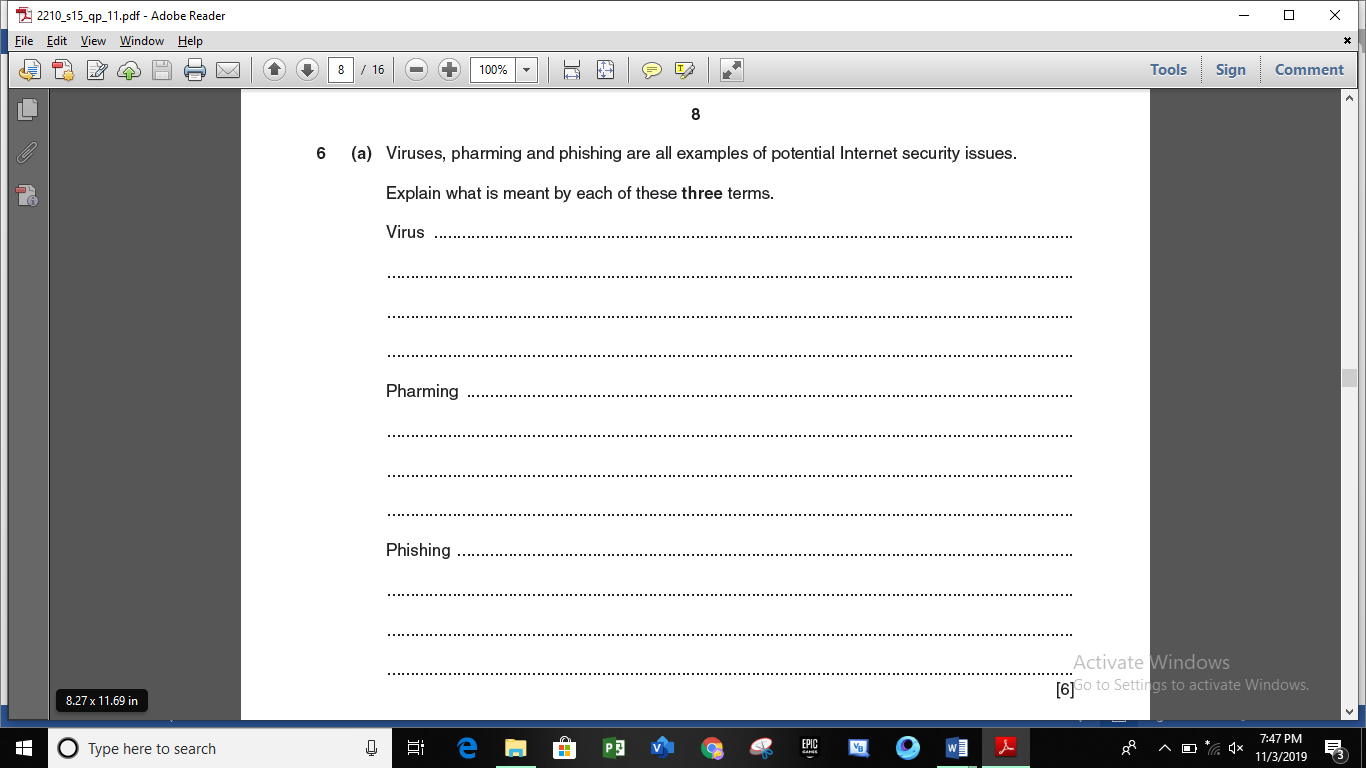 2210_s15_qp_11.pdf - Adobe Reader
File Edit View Window Help
8 / 16 100% Tools Sign Comment
8
6 (a) Viruses, pharming and phishing are all examples of potential Internet security issues.
Explain what is meant by each of these three terms.
Virus ..........................................................................................
..........................................................................................
..........................................................................................
..........................................................................................
Pharming ..........................................................................................
..........................................................................................
..........................................................................................
..........................................................................................
Phishing ..........................................................................................
..........................................................................................
..........................................................................................
..........................................................................................
[6]
Activate Windows
Go to Settings to activate Windows.
8.27 x 11.69 in
Type here to search
EPIC GAMES
7:47 PM
11/3/2019
3